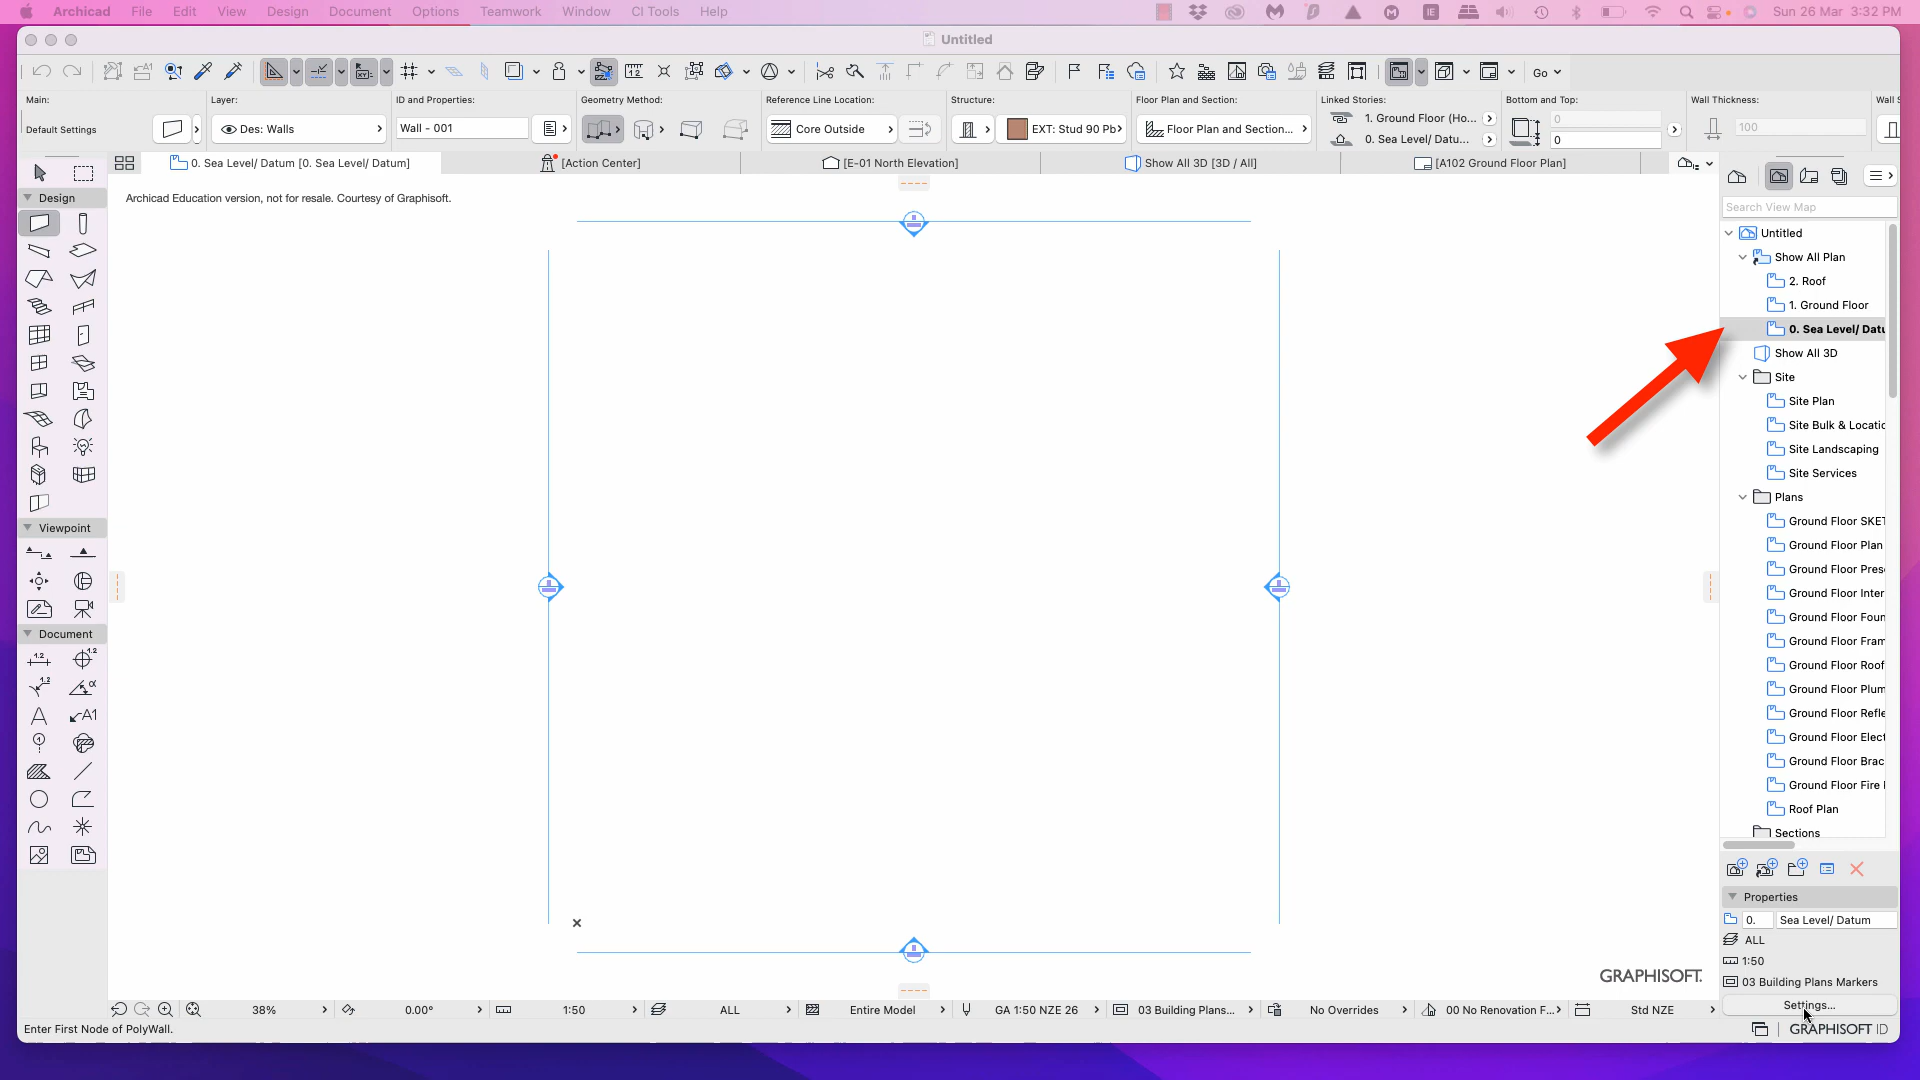 Archicad File Edit View Design Document Options Teamwork Window CI Tools Help Sun 26 Mar 3:32 PM
Untitled
Go
Main: Layer: ID and Properties: Geometry Method: Reference Line Location: Structure: Floor Plan and Section: Linked Stories: Bottom and Top: Wall Thickness: Wall S
Default Settings Des: Walls Wall - 001 Core Outside EXT: Stud 90 Pb Floor Plan and Section... 1. Ground Floor (Ho... 0 100
0. Sea Level/ Datu... 0
0. Sea Level/ Datum [0. Sea Level/ Datum] [Action Center] [E-01 North Elevation] Show All 3D [3D / All] [A102 Ground Floor Plan]
Archicad Education version, not for resale. Courtesy of Graphisoft.
Design
Viewpoint
Document
1.2
1.2
1.2
A1
Search View Map
Untitled
Show All Plan
2. Roof
1. Ground Floor
0. Sea Level/ Datu
Show All 3D
Site
Site Plan
Site Bulk & Locatio
Site Landscaping
Site Services
Plans
Ground Floor SKET
Ground Floor Plan
Ground Floor Pres
Ground Floor Inter
Ground Floor Foun
Ground Floor Fram
Ground Floor Roof
Ground Floor Plum
Ground Floor Refle
Ground Floor Elect
Ground Floor Brac
Ground Floor Fire
Roof Plan
Sections
Properties
0. Sea Level/ Datum
ALL
1:50
03 Building Plans Markers
Settings...
GRAPHISOFT.
38% 0.00° 1:50 ALL Entire Model GA 1:50 NZE 26 03 Building Plans... No Overrides 00 No Renovation F... Std NZE
Enter First Node of PolyWall.
GRAPHISOFT ID